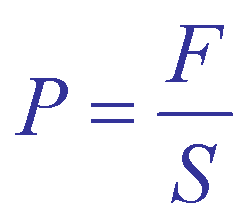 P = F/S